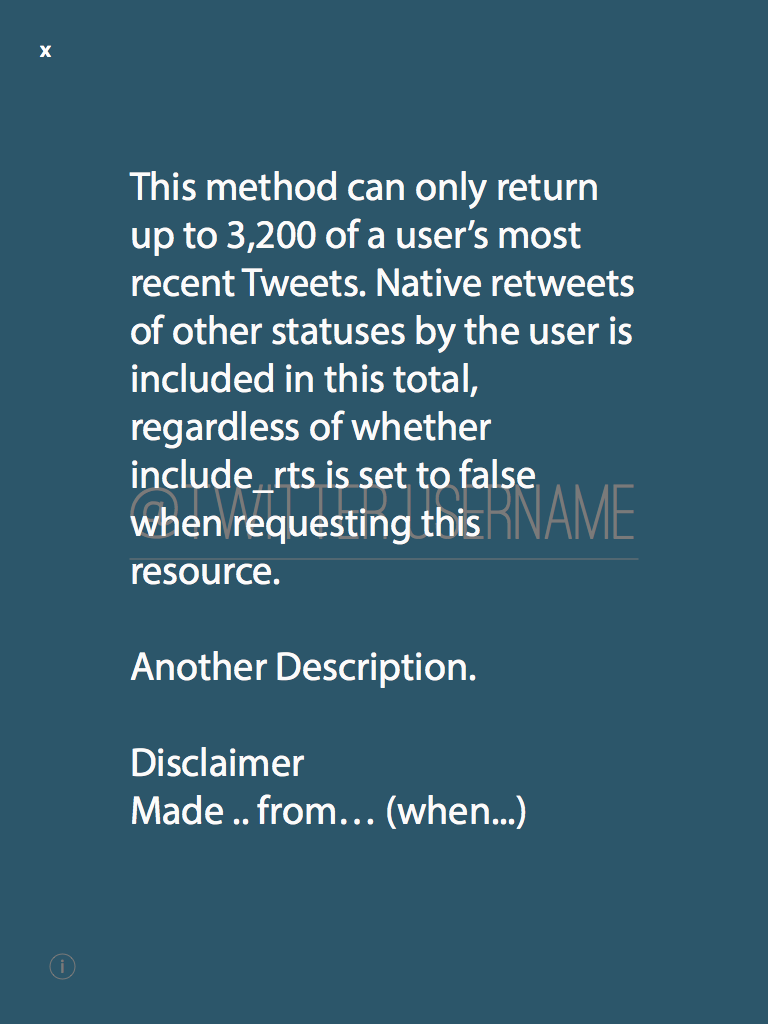 x
This method can only return
up to 3,200 of a user’s most
recent Tweets. Native retweets
of other statuses by the user is
included in this total,
regardless of whether
include_rts is set to false
@TWITTER USERNAME
when requesting this
resource.
Another Description.
Disclaimer
Made .. from… (when...)
i